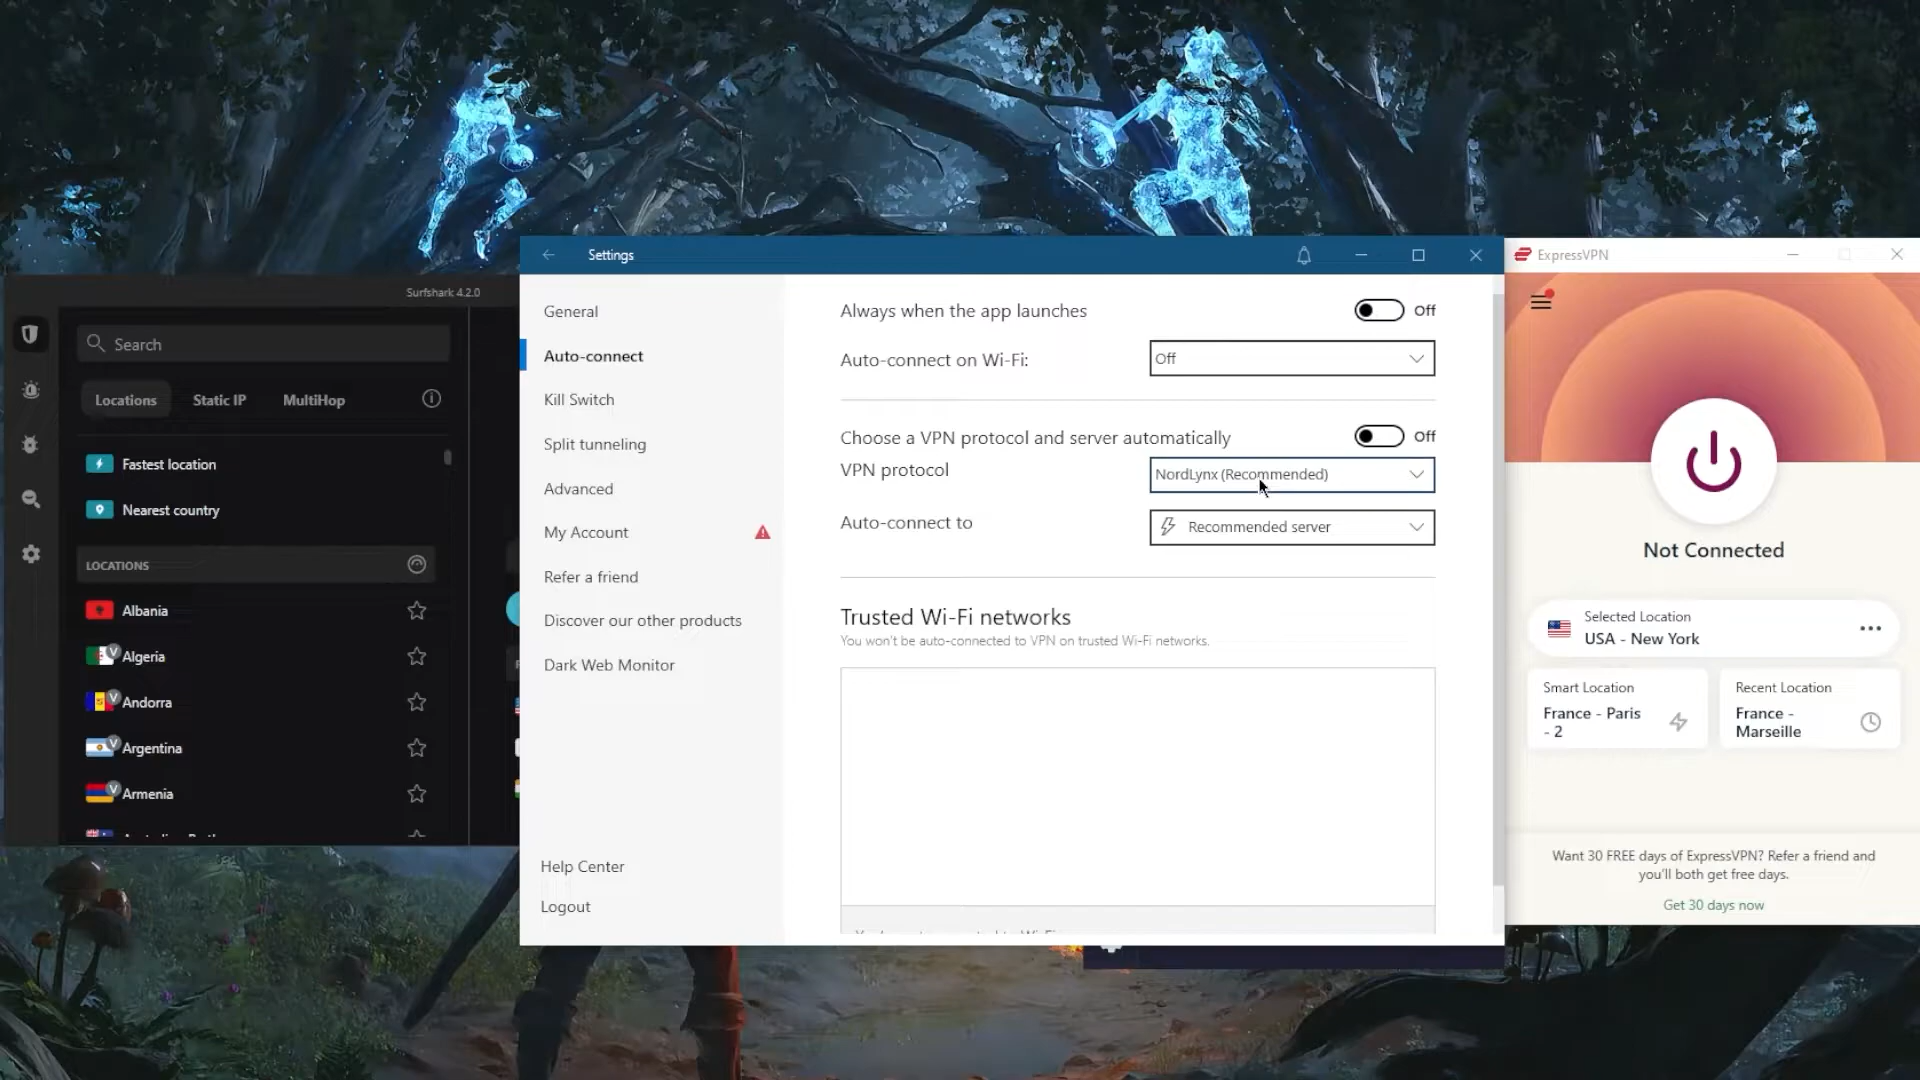 Surfshark 4.2.0
Search
Locations
Static IP
MultiHop
Fastest location
Nearest country
LOCATIONS
Albania
V
Algeria
V
Andorra
V
Argentina
V
Armenia
Settings
General
Auto-connect
Kill Switch
Split tunneling
Advanced
My Account
Refer a friend
Discover our other products
Dark Web Monitor
Help Center
Logout
Always when the app launches
Off
Auto-connect on Wi-Fi:
Off
Choose a VPN protocol and server automatically
Off
VPN protocol
NordLynx (Recommended)
Auto-connect to
Recommended server
Trusted Wi-Fi networks
You won't be auto-connected to VPN on trusted Wi-Fi networks.
ExpressVPN
Not Connected
Selected Location
USA - New York
Smart Location
France - Paris
- 2
Recent Location
France -
Marseille
Want 30 FREE days of ExpressVPN? Refer a friend and
you'll both get free days.
Get 30 days now